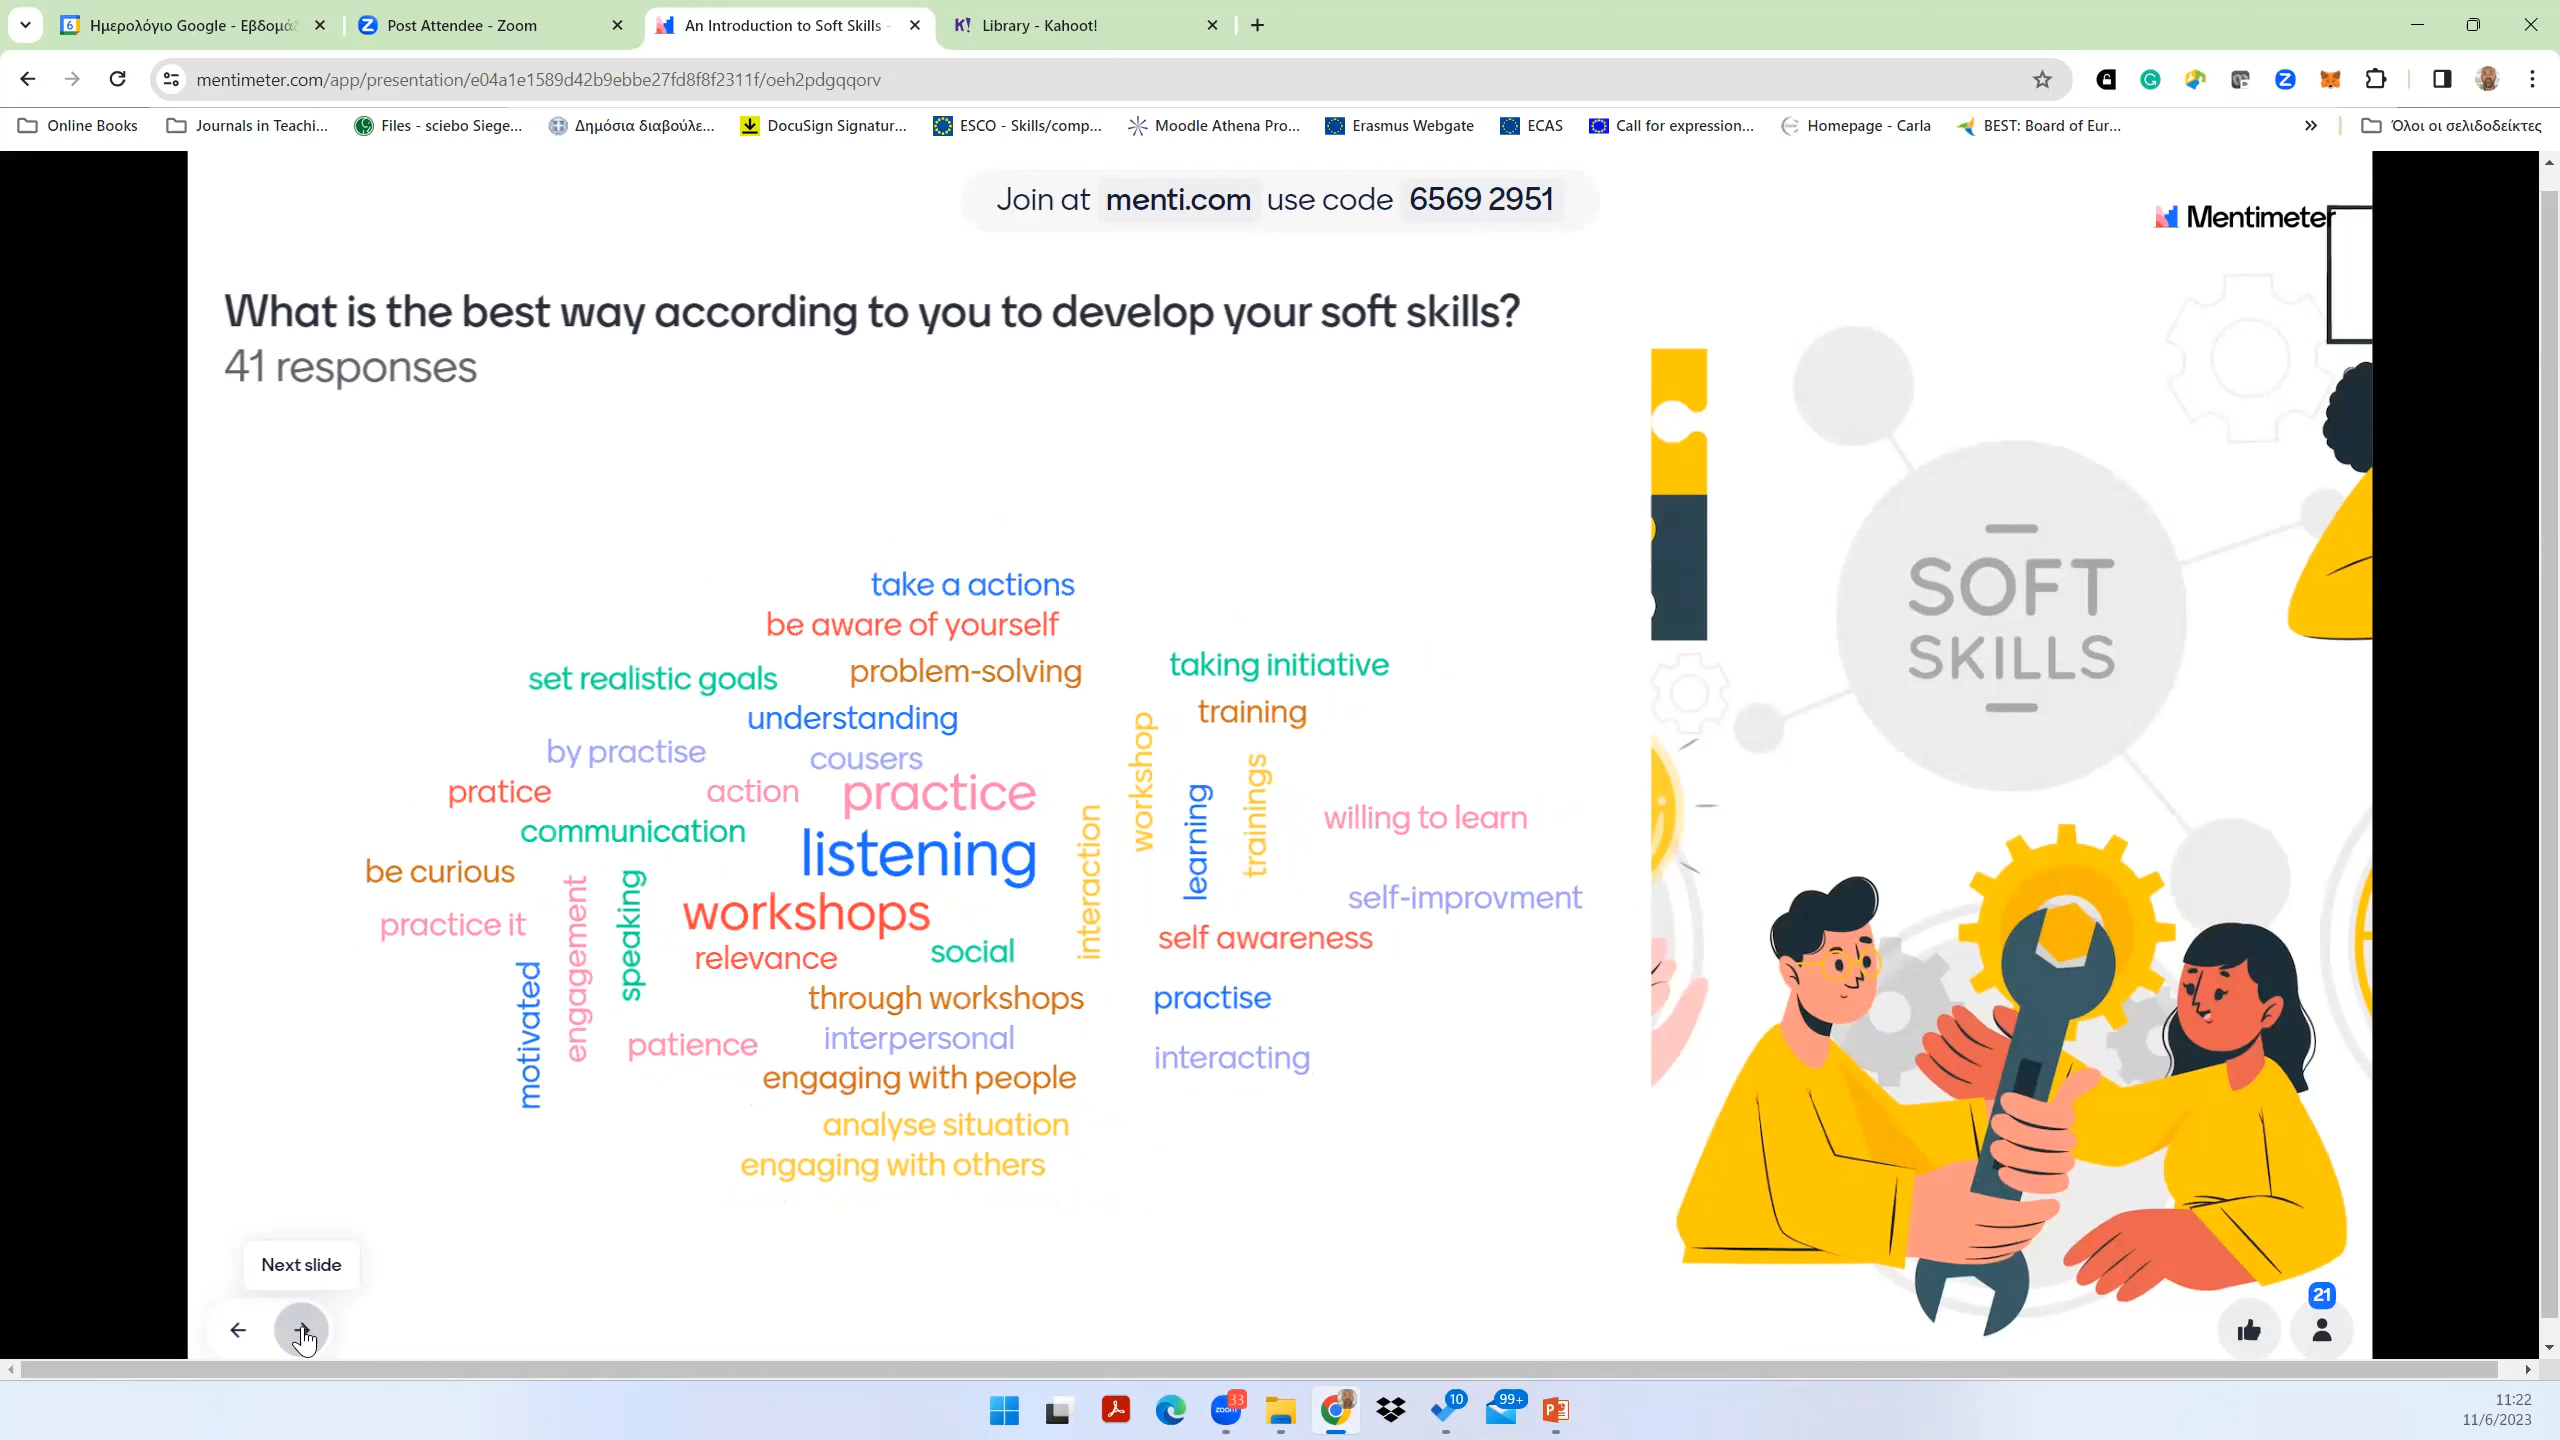 Ημερολόγιο Google - Εβδομά
Post Attendee - Zoom
An Introduction to Soft Skills -
K! Library - Kahoot!
mentimeter.com/app/presentation/e04a1e1589d42b9ebbe27fd8f8f2311f/oeh2pdgqqorv
Online Books
Journals in Teachi...
Files - sciebo Siege...
Δημόσια διαβούλε...
DocuSign Signatur...
ESCO - Skills/comp...
Moodle Athena Pro...
Erasmus Webgate
ECAS
Call for expression...
Homepage - Carla
BEST: Board of Eur...
Όλοι οι σελιδοδείκτες
Join at menti.com use code 6569 2951
Mentimeter
What is the best way according to you to develop your soft skills?
41 responses
take a actions
be aware of yourself
set realistic goals
problem-solving
taking initiative
understanding
training
by practise
cousers
workshop
pratice
action
practice
learning
trainings
willing to learn
communication
listening
interaction
be curious
engagement
speaking
workshops
self-improvment
practice it
relevance
social
self awareness
motivated
through workshops
practise
patience
interpersonal
interacting
engaging with people
analyse situation
engaging with others
SOFT
SKILLS
Next slide
21
zoom
33
10
99+
11:22
11/6/2023